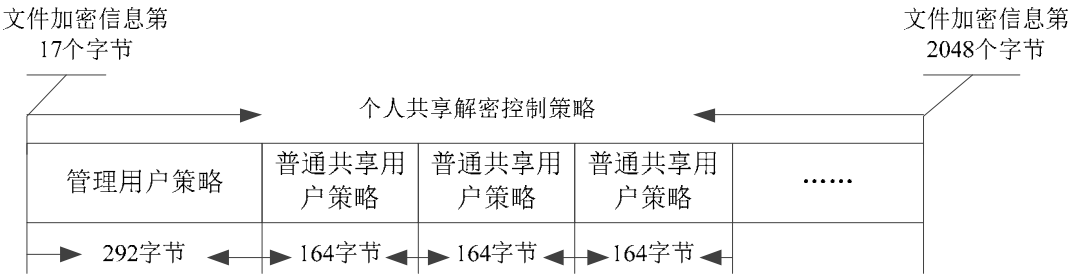 文件加密信息第
17个字节
文件加密信息第
2048个字节
个人共享解密控制策略
管理用户策略
普通共享用
户策略
普通共享用
户策略
普通共享用
户策略
……
292字节
164字节
164字节
164字节